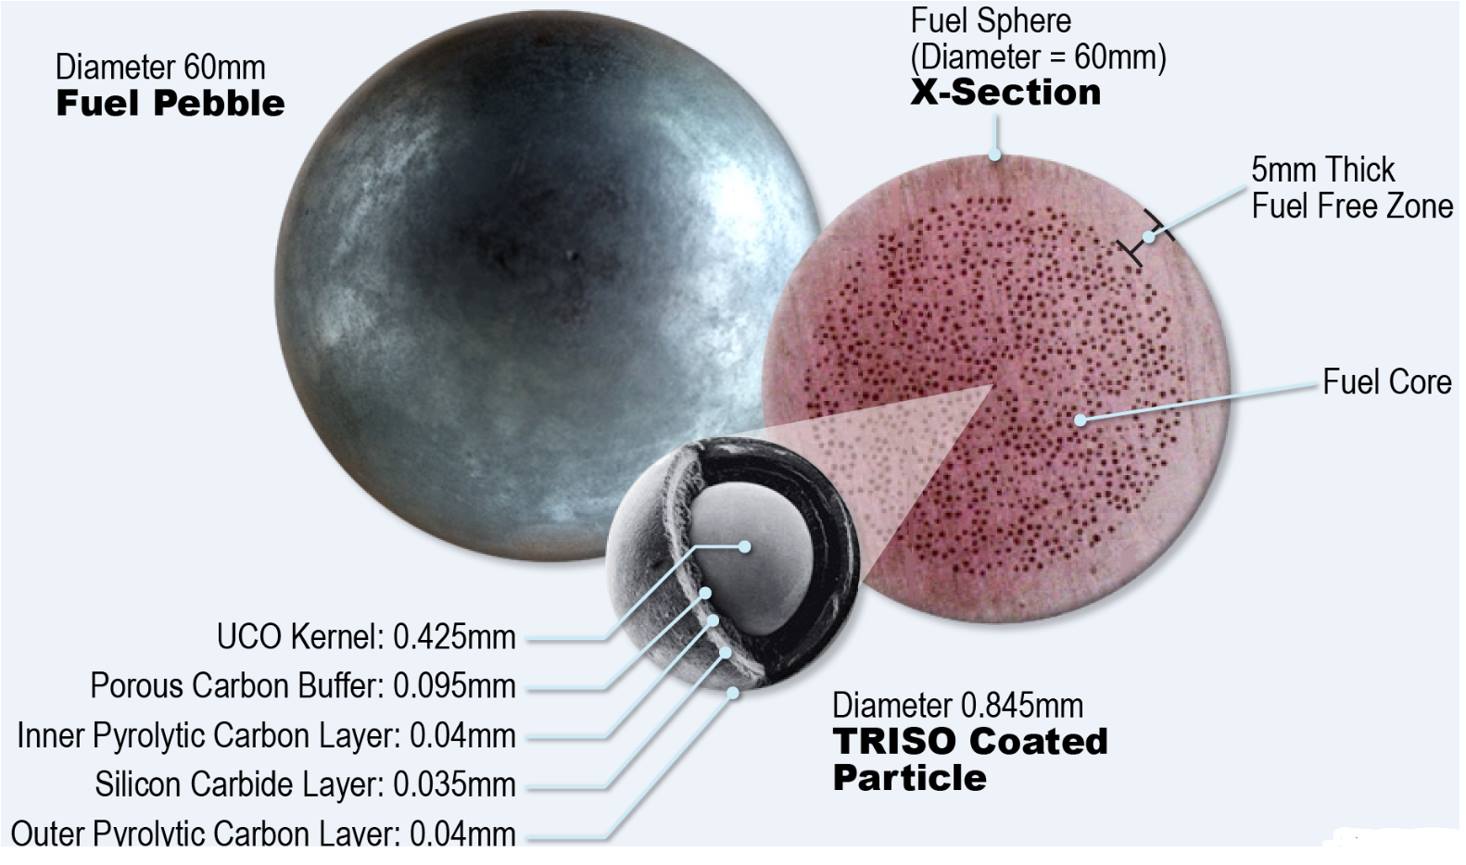 Diameter 60mm
Fuel Pebble
Fuel Sphere
(Diameter = 60mm)
X-Section
5mm Thick
Fuel Free Zone
Fuel Core
UCO Kernel: 0.425mm
Porous Carbon Buffer: 0.095mm
Inner Pyrolytic Carbon Layer: 0.04mm
Silicon Carbide Layer: 0.035mm
Outer Pyrolytic Carbon Layer: 0.04mm
Diameter 0.845mm
TRISO Coated
Particle